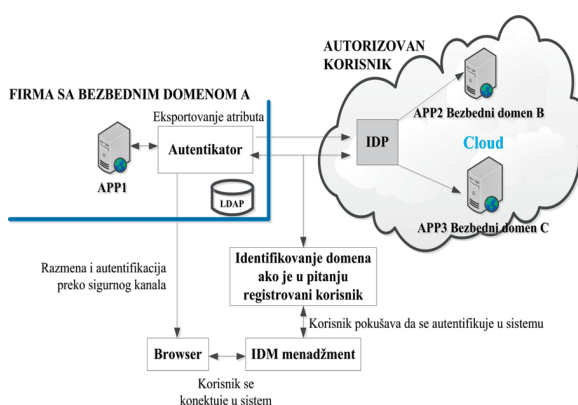 AUTORIZOVAN
KORISNIK
FIRMA SA BEZBEDNIM DOMENOM A
Eksportovanje atributa
APP1
Autentikator
LDAP
IDP
APP2 Bezbedni domen B
Cloud
APP3 Bezbedni domen C
Razmena i autentifikacija
preko sigurnog kanala
Identifikovanje domena
ako je u pitanju
registrovani korisnik
Korisnik pokušava da se autentifikuje u sistemu
Browser
IDM menadžment
Korisnik se
konektuje u sistem